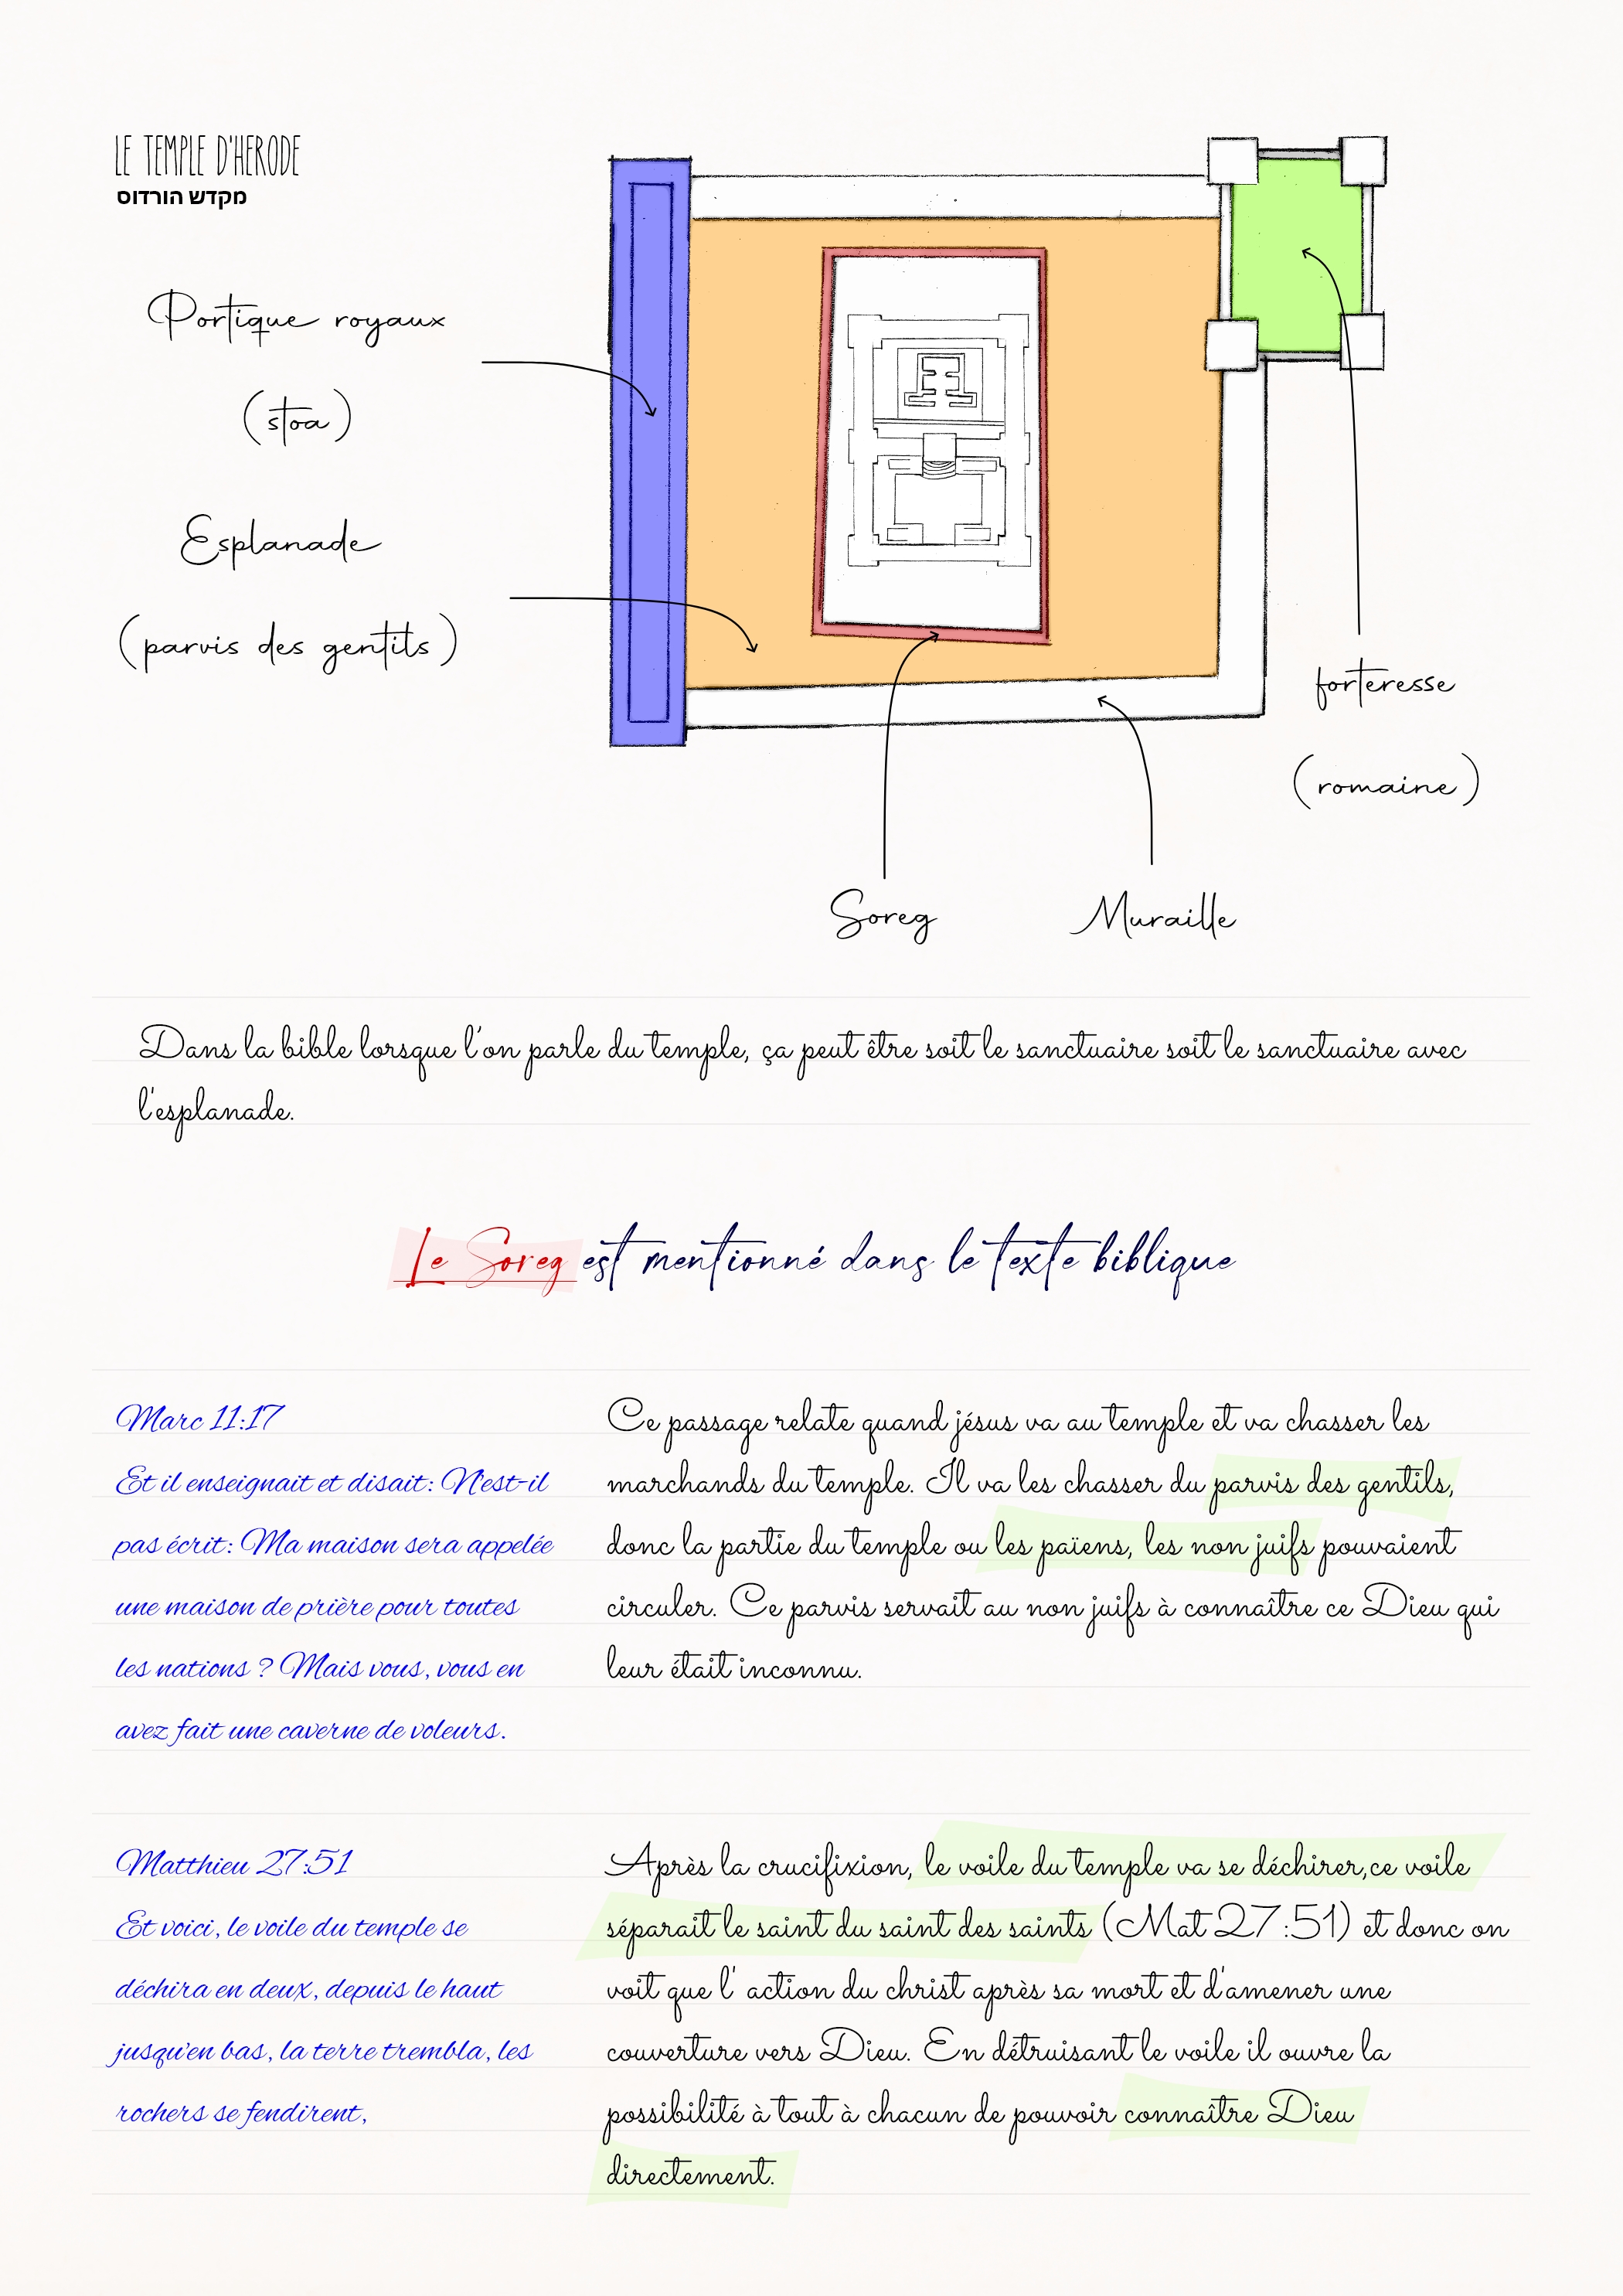 LE TEMPLE D'HERODE
מקדש הורדוס
Portique royaux
(stoa)
Esplanade
(parvis des gentils)
forteresse
(romaine)
Soreg
Muraille
Dans la bible lorsque l'on parle du temple, ça peut être soit le sanctuaire soit le sanctuaire avec
l'esplanade.
Le Soreg est mentionné dans le texte biblique
Marc 11:17
Et il enseignait et disait: N'est-il
pas écrit: Ma maison sera appelée
une maison de prière pour toutes
les nations ? Mais vous, vous en
avez fait une caverne de voleurs.
Ce passage relate quand jésus va au temple et va chasser les
marchands du temple. Il va les chasser du parvis des gentils,
donc la partie du temple ou les païens, les non juifs pouvaient
circuler. Ce parvis servait au non juifs à connaître ce Dieu qui
leur était inconnu.
Matthieu 27:51
Et voici, le voile du temple se
déchira en deux, depuis le haut
jusqu'en bas, la terre trembla, les
rochers se fendirent,
Après la crucifixion, le voile du temple va se déchirer,ce voile
séparait le saint du saint des saints (Mat 27:51) et donc on
voit que l' action du christ après sa mort et d'amener une
couverture vers Dieu. En détruisant le voile il ouvre la
possibilité à tout à chacun de pouvoir connaître Dieu
directement.